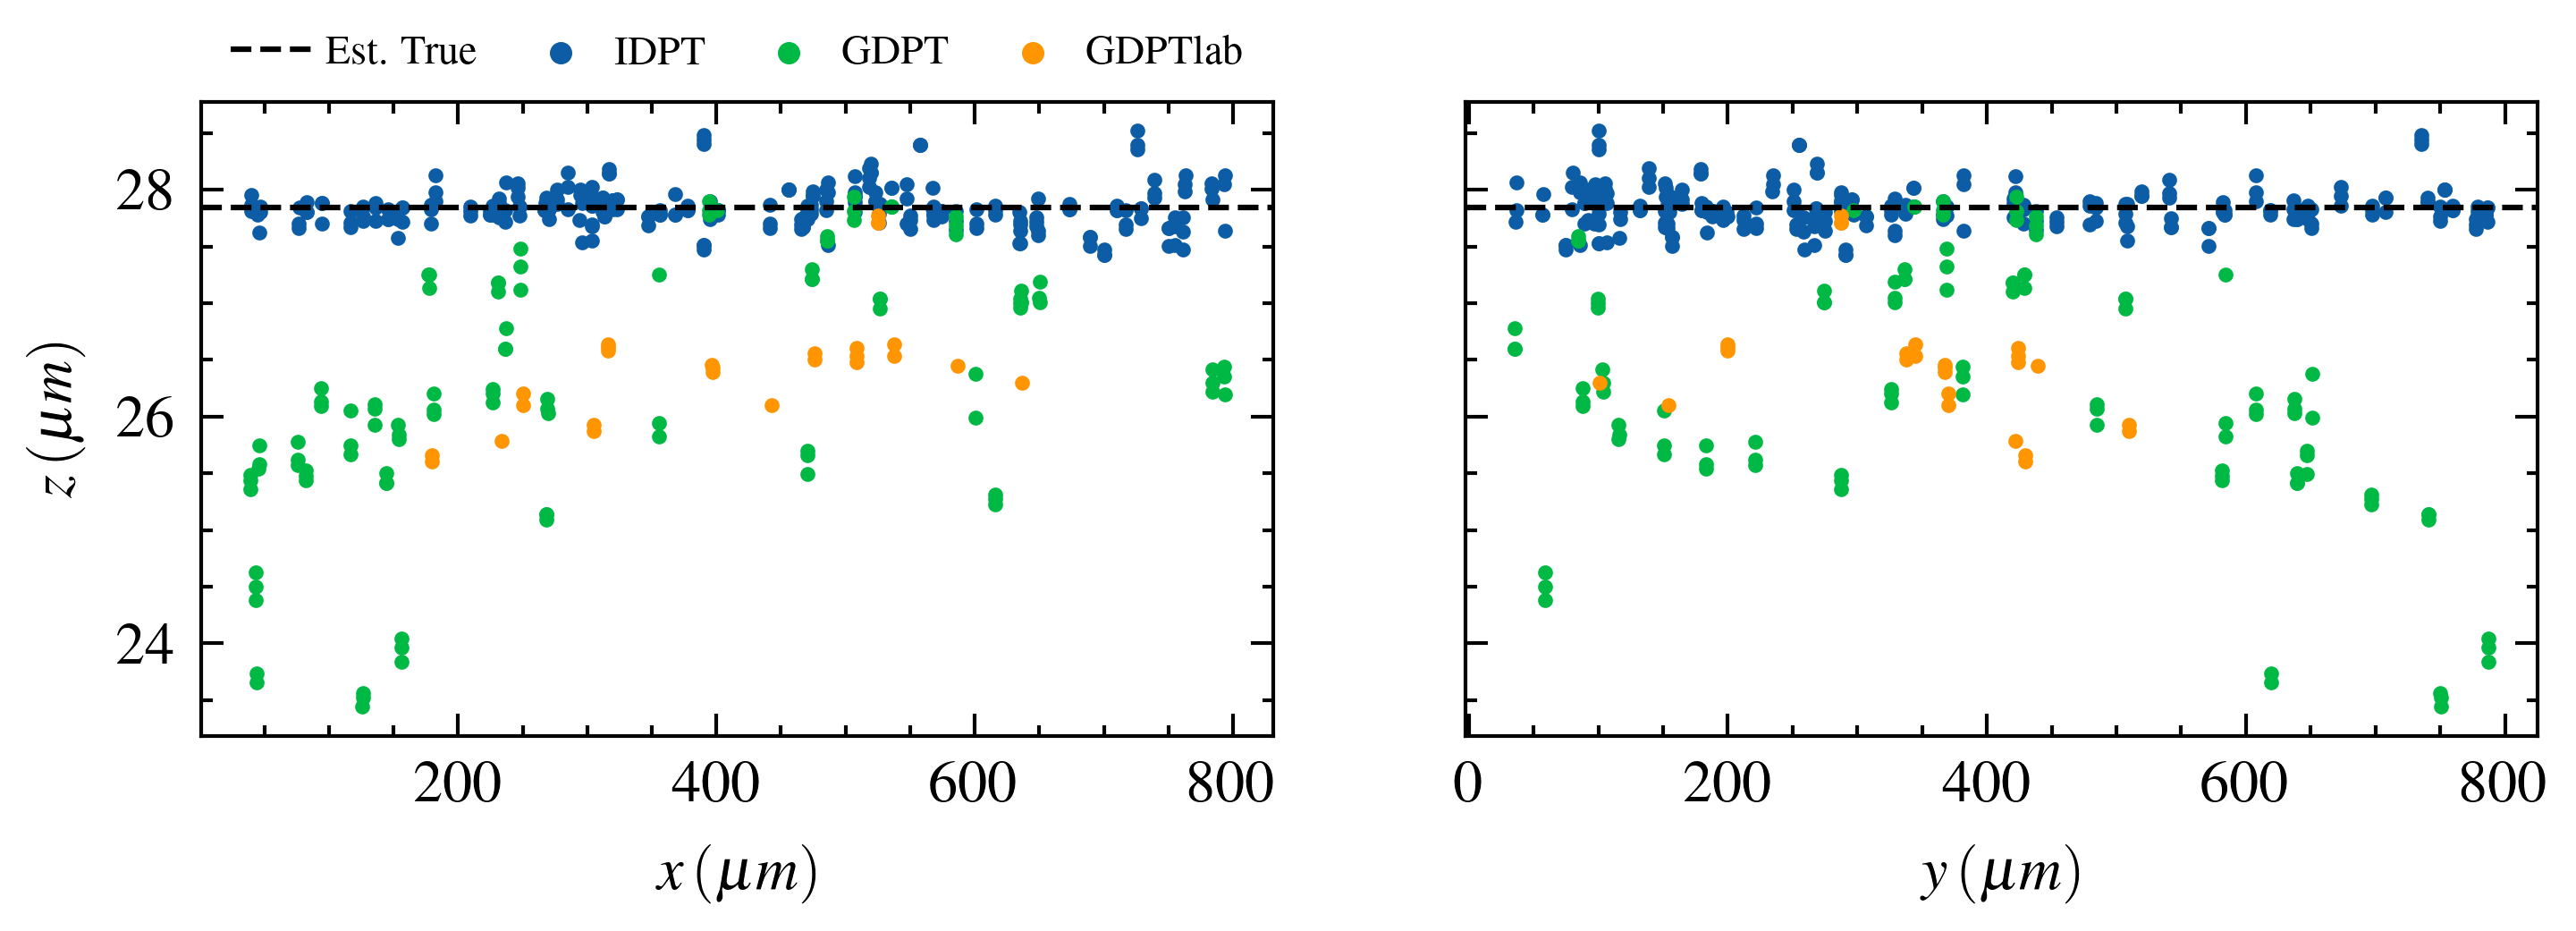 Est. True IDPT GDPT GDPTlab
28
26
24
z (μm)
200 400 600 800
x (μm)
0 200 400 600 800
y (μm)